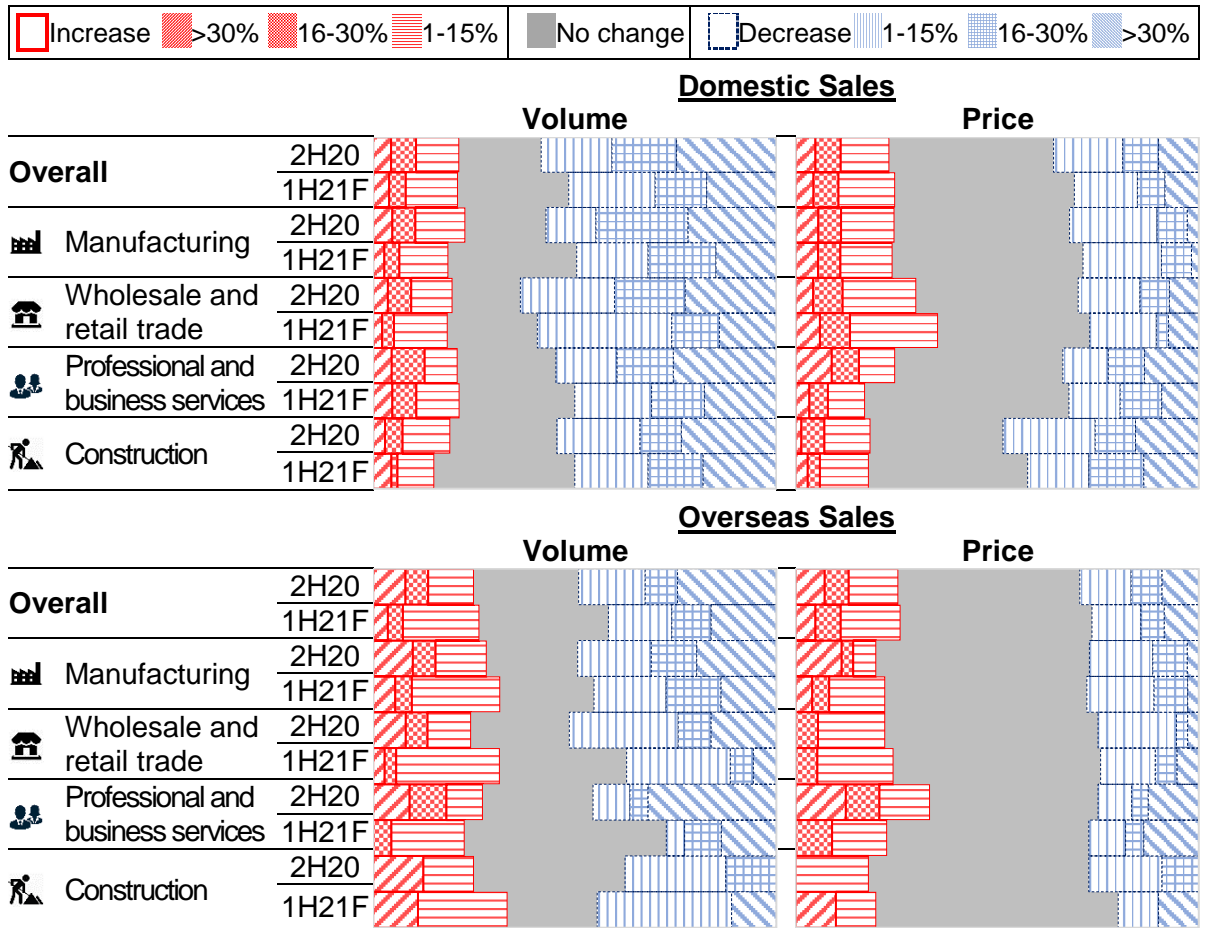 Increase >30% 16-30% 1-15% No change Decrease 1-15% 16-30% >30%
Domestic Sales
Volume Price
Overall 2H20
1H21F
Manufacturing 2H20
1H21F
Wholesale and 2H20
retail trade 1H21F
Professional and 2H20
business services 1H21F
Construction 2H20
1H21F
Overseas Sales
Volume Price
Overall 2H20
1H21F
Manufacturing 2H20
1H21F
Wholesale and 2H20
retail trade 1H21F
Professional and 2H20
business services 1H21F
Construction 2H20
1H21F